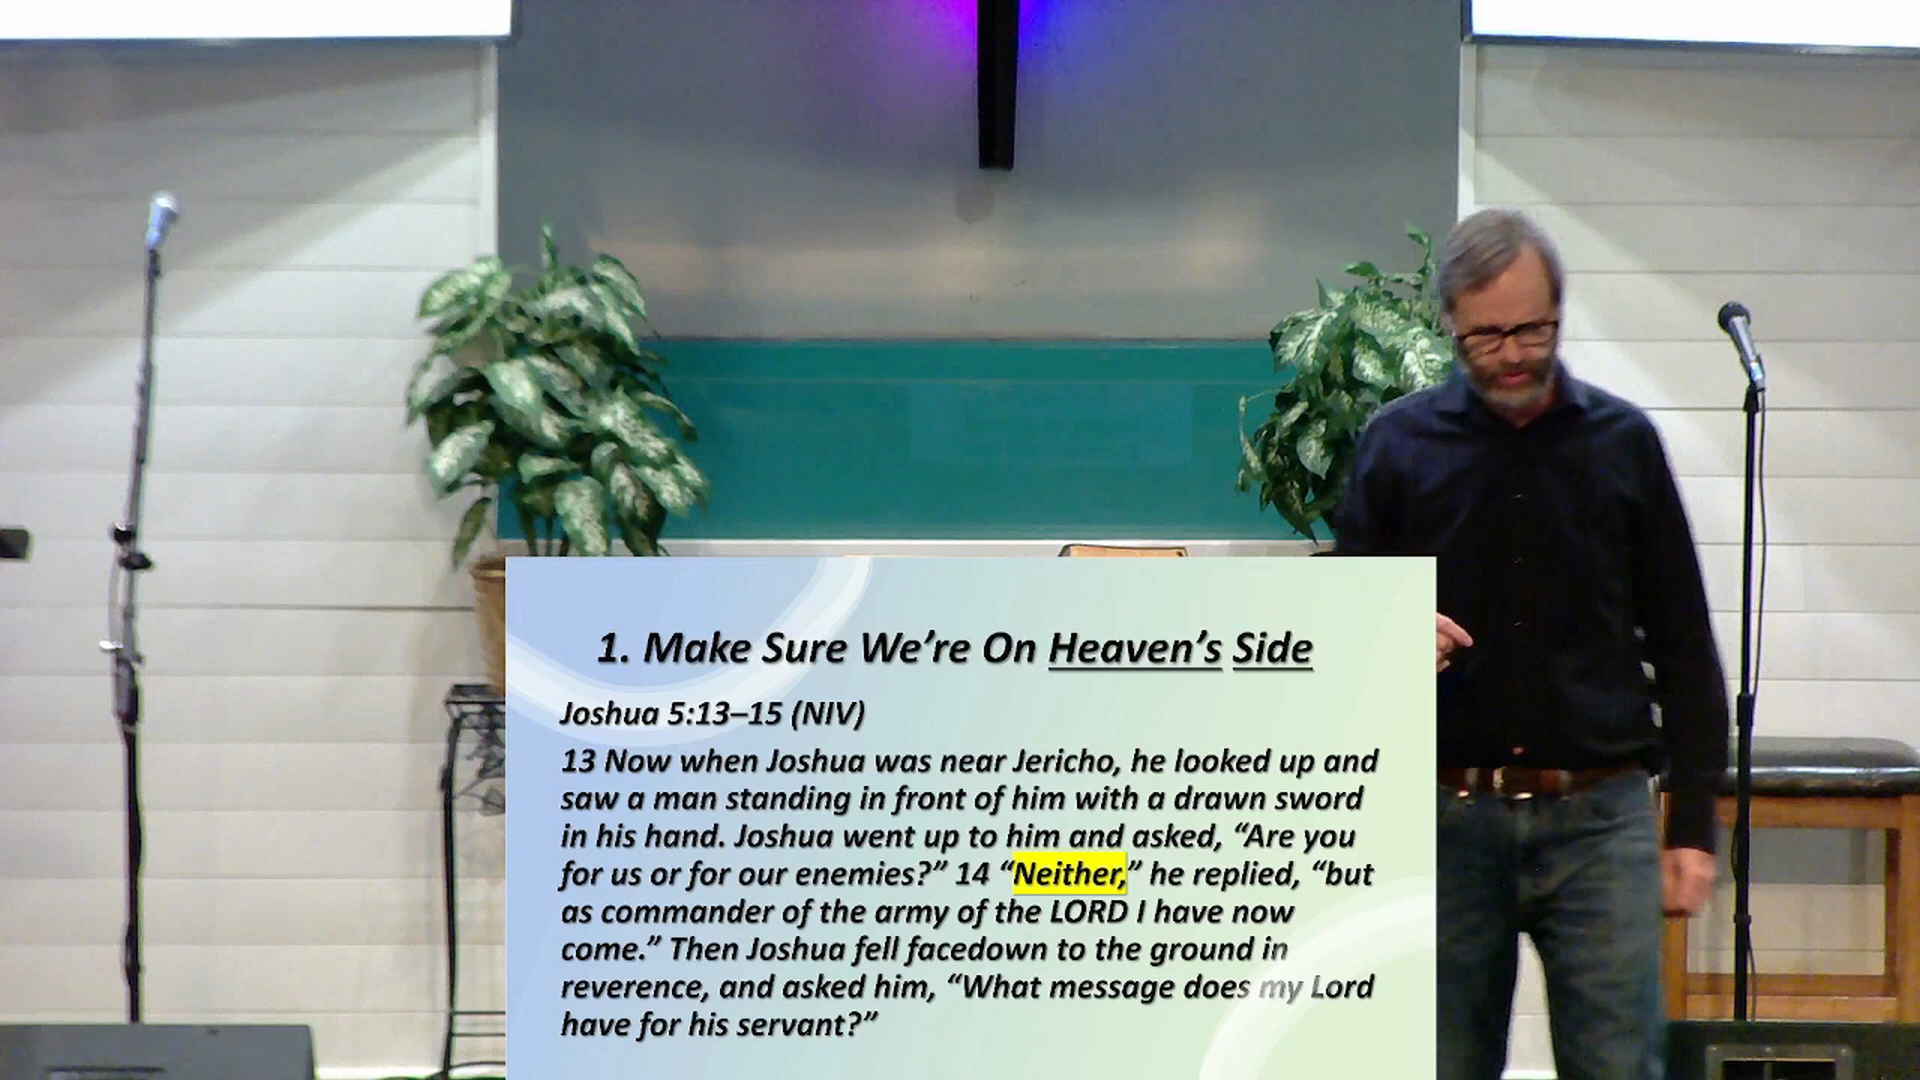 1. Make Sure We’re On Heaven’s Side
Joshua 5:13–15 (NIV)
13 Now when Joshua was near Jericho, he looked up and
saw a man standing in front of him with a drawn sword
in his hand. Joshua went up to him and asked, “Are you
for us or for our enemies?” 14 “Neither,” he replied, “but
as commander of the army of the LORD I have now
come.” Then Joshua fell facedown to the ground in
reverence, and asked him, “What message does my Lord
have for his servant?”